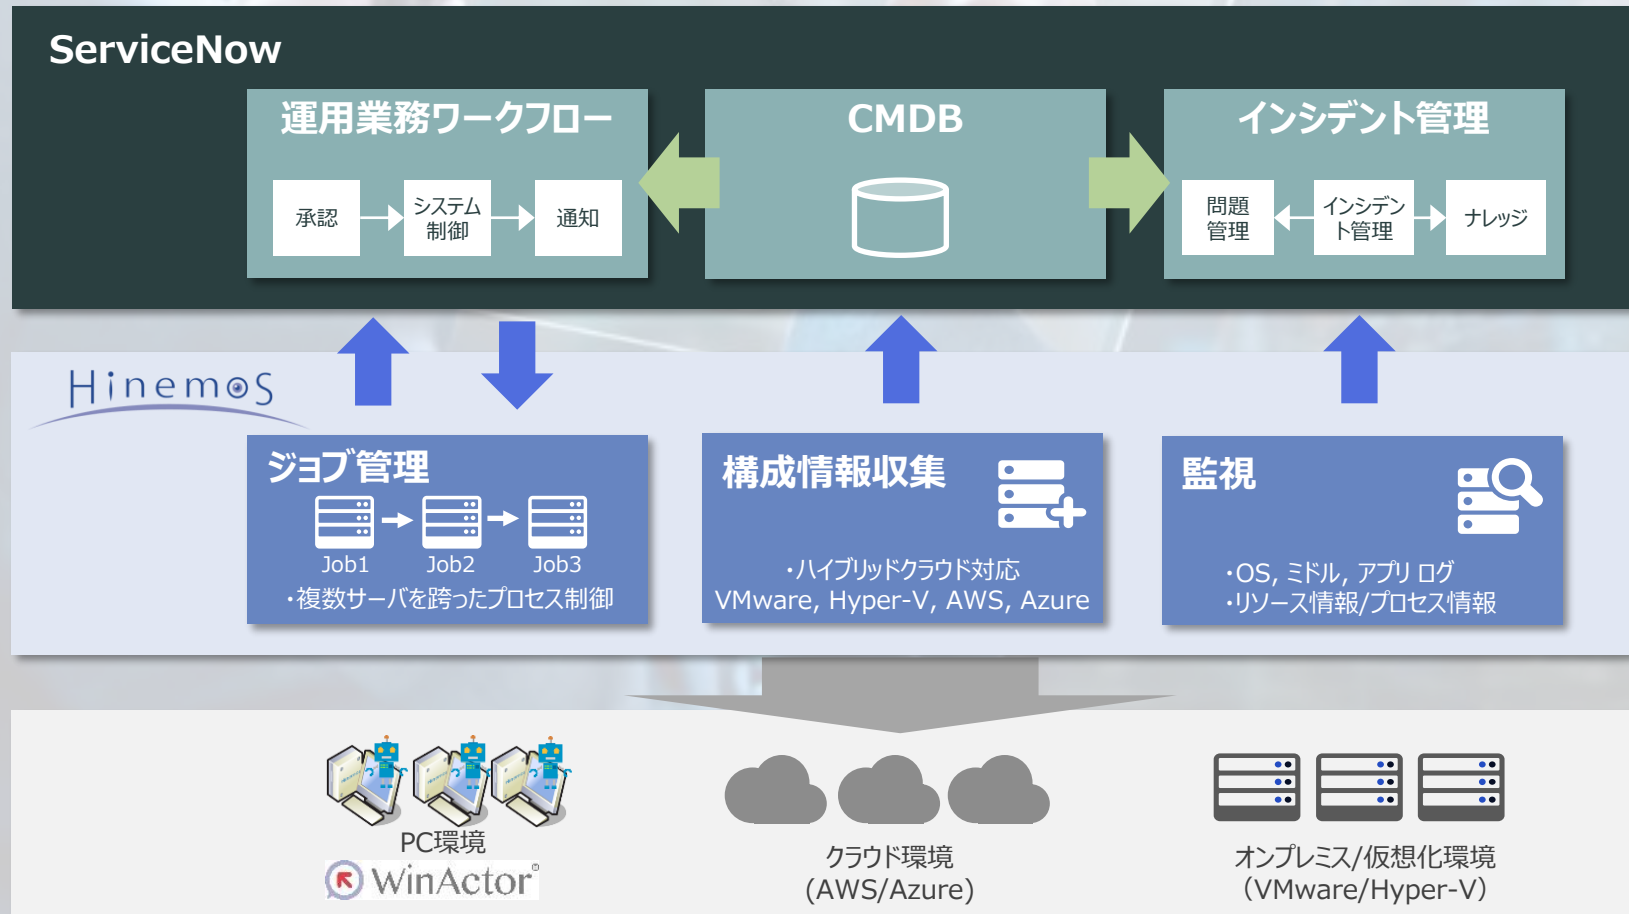 ServiceNow
運用業務ワークフロー
承認
システム
制御
通知
CMDB
インシデント管理
問題
管理
インシデン
ト管理
ナレッジ
Hinemos
ジョブ管理
Job1
Job2
Job3
・複数サーバを跨ったプロセス制御
構成情報収集
・ハイブリッドクラウド対応
VMware, Hyper-V, AWS, Azure
監視
・OS, ミドル, アプリ ログ
・リソース情報/プロセス情報
PC環境
WinActor®
クラウド環境
(AWS/Azure)
オンプレミス/仮想化環境
（VMware/Hyper-V）